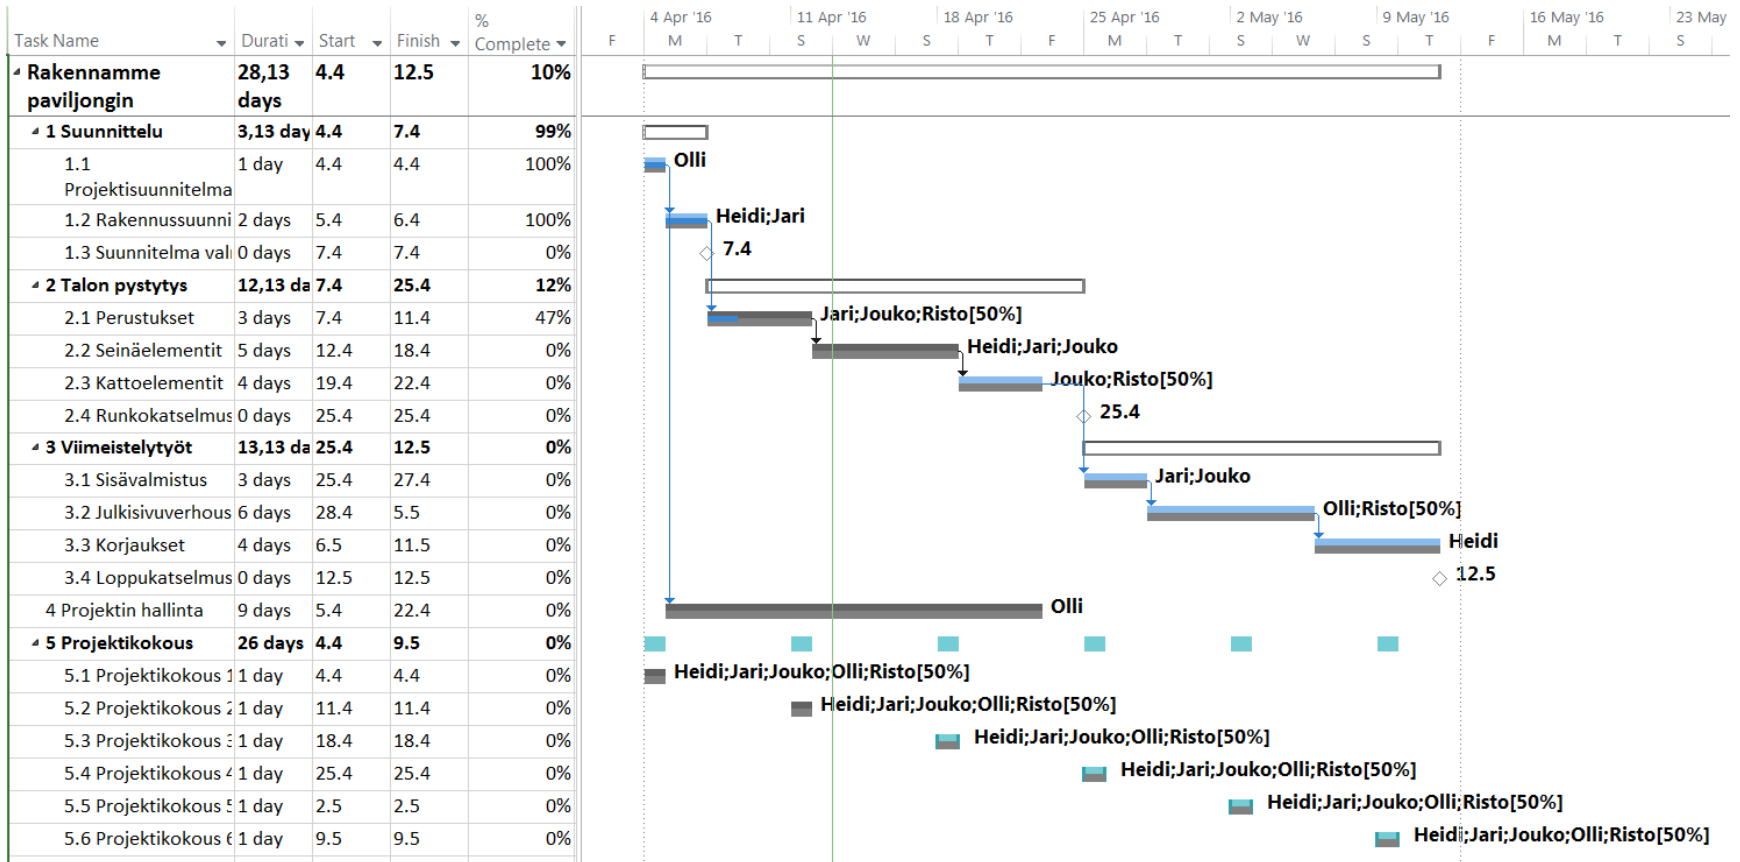 4 Apr '16 11 Apr '16 18 Apr '16 25 Apr '16 2 May '16 9 May '16 16 May '16 23 May
Task Name Durati Start Finish % Complete F M T S W S T F M T S W S T F M T S
Rakennamme paviljongin 28,13 days 4.4 12.5 10%
1 Suunnittelu 3,13 day 4.4 7.4 99%
1.1 Projektisuunnitelma 1 day 4.4 4.4 100% Olli
1.2 Rakennussuunni 2 days 5.4 6.4 100% Heidi;Jari
1.3 Suunnitelma val 0 days 7.4 7.4 0% 7.4
2 Talon pystytys 12,13 da 7.4 25.4 12%
2.1 Perustukset 3 days 7.4 11.4 47% Jari;Jouko;Risto[50%]
2.2 Seinäelementit 5 days 12.4 18.4 0% Heidi;Jari;Jouko
2.3 Kattoelementit 4 days 19.4 22.4 0% Jouko;Risto[50%]
2.4 Runkokatselmus 0 days 25.4 25.4 0% 25.4
3 Viimeistelytyöt 13,13 da 25.4 12.5 0%
3.1 Sisävalmistus 3 days 25.4 27.4 0% Jari;Jouko
3.2 Julkisivuverhous 6 days 28.4 5.5 0% Olli;Risto[50%]
3.3 Korjaukset 4 days 6.5 11.5 0% Heidi
3.4 Loppukatselmus 0 days 12.5 12.5 0% 12.5
4 Projektin hallinta 9 days 5.4 22.4 0% Olli
5 Projektikokous 26 days 4.4 9.5 0%
5.1 Projektikokous 1 1 day 4.4 4.4 0% Heidi;Jari;Jouko;Olli;Risto[50%]
5.2 Projektikokous 2 1 day 11.4 11.4 0% Heidi;Jari;Jouko;Olli;Risto[50%]
5.3 Projektikokous 3 1 day 18.4 18.4 0% Heidi;Jari;Jouko;Olli;Risto[50%]
5.4 Projektikokous 4 1 day 25.4 25.4 0% Heidi;Jari;Jouko;Olli;Risto[50%]
5.5 Projektikokous 5 1 day 2.5 2.5 0% Heidi;Jari;Jouko;Olli;Risto[50%]
5.6 Projektikokous 6 1 day 9.5 9.5 0% Heidi;Jari;Jouko;Olli;Risto[50%]